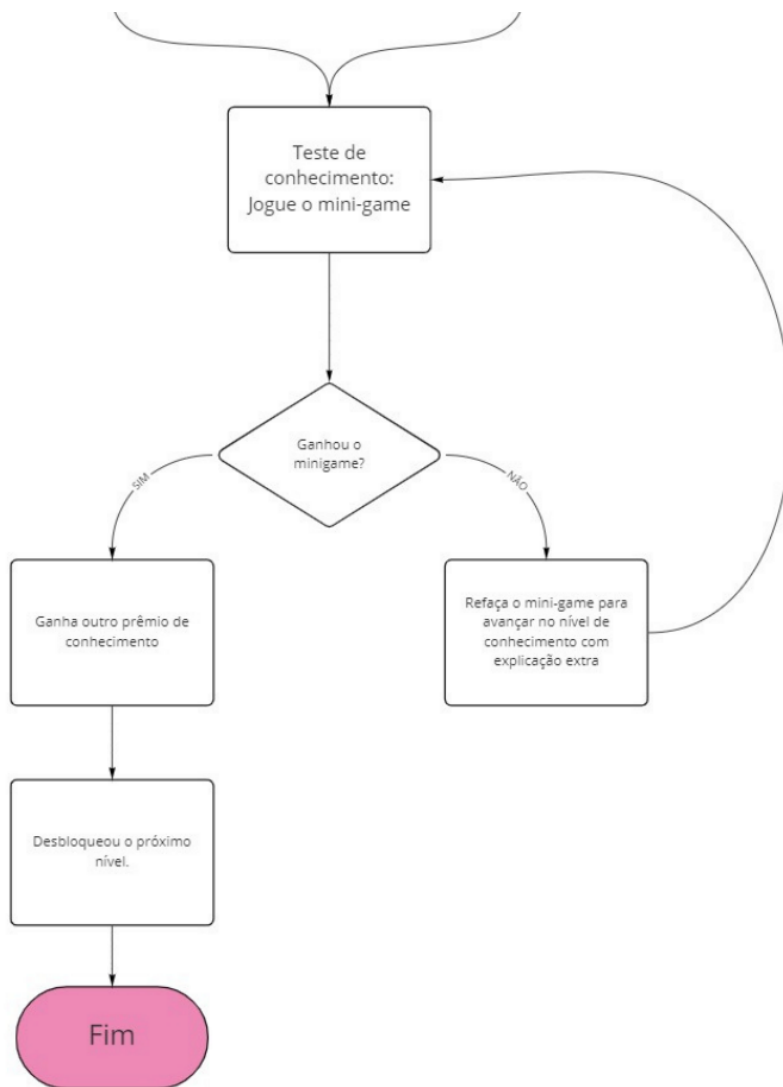 Teste de
conhecimento:
Jogue o mini-game
Ganhou o
minigame?
SIM
NÃO
Ganha outro prêmio de
conhecimento
Refaça o mini-game para
avançar no nível de
conhecimento com
explicação extra
Desbloqueou o próximo
nível.
Fim